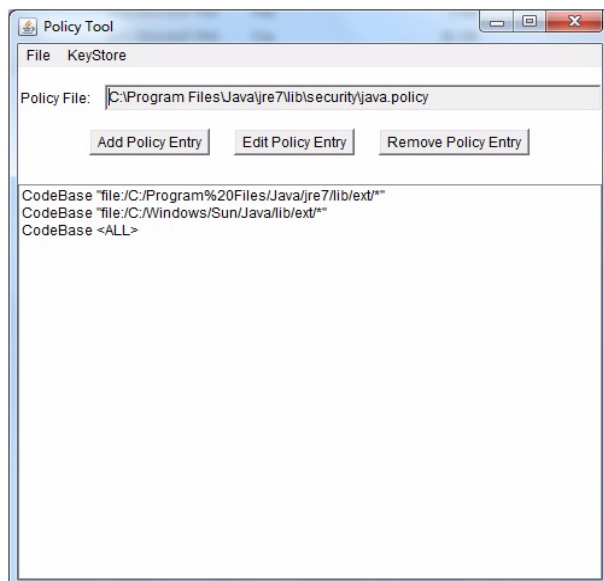 Policy Tool
File KeyStore
Policy File: C:\Program Files\Java\jre7\lib\security\java.policy
Add Policy Entry Edit Policy Entry Remove Policy Entry
CodeBase "file:/C:/Program%20Files/Java/jre7/lib/ext/*"
CodeBase "file:/C:/Windows/Sun/Java/lib/ext/*"
CodeBase <ALL>